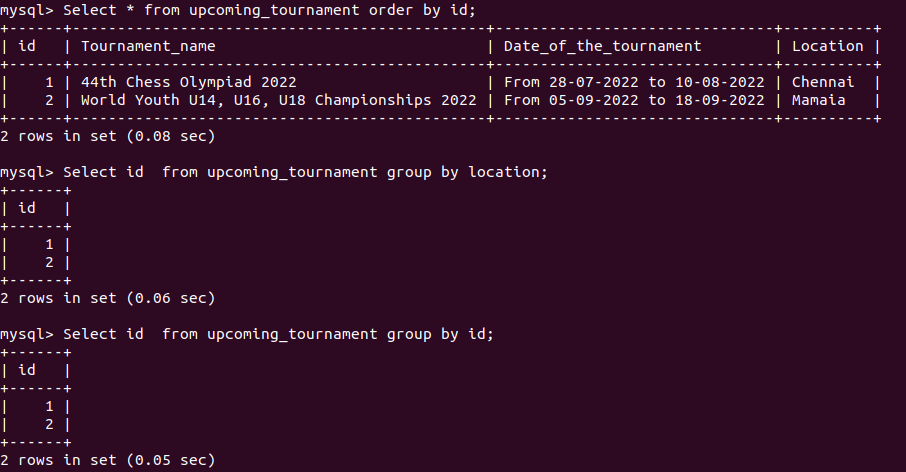 mysql> Select * from upcoming_tournament order by id;
+------+----------------------------------------------+-------------------------------+----------+
| id   | Tournament_name                              | Date_of_the_tournament        | Location |
+------+----------------------------------------------+-------------------------------+----------+
|    1 | 44th Chess Olympiad 2022                     | From 28-07-2022 to 10-08-2022 | Chennai  |
|    2 | World Youth U14, U16, U18 Championships 2022 | From 05-09-2022 to 18-09-2022 | Mamaia   |
+------+----------------------------------------------+-------------------------------+----------+
2 rows in set (0.08 sec)
mysql> Select id  from upcoming_tournament group by location;
+------+
| id   |
+------+
|    1 |
|    2 |
+------+
2 rows in set (0.06 sec)
mysql> Select id  from upcoming_tournament group by id;
+------+
| id   |
+------+
|    1 |
|    2 |
+------+
2 rows in set (0.05 sec)